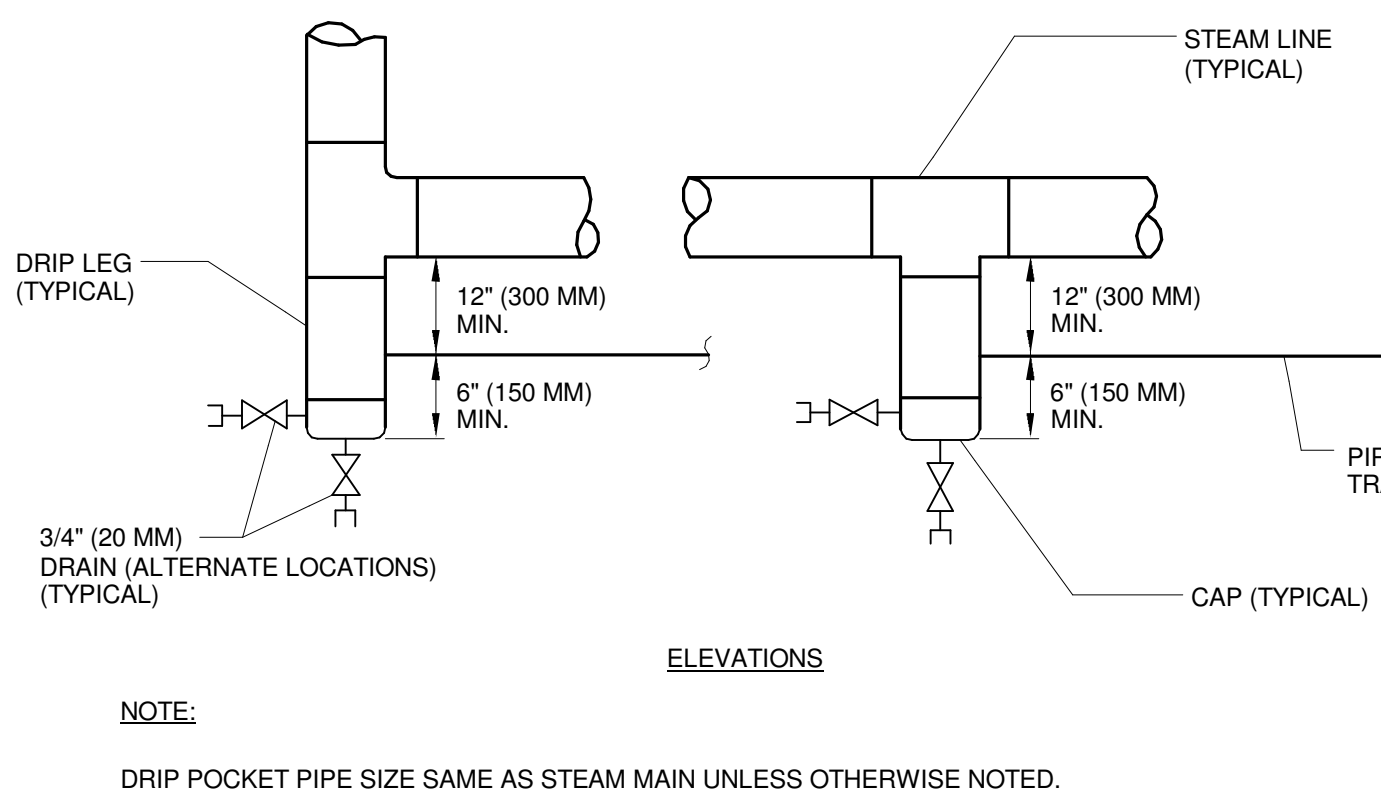 STEAM LINE
(TYPICAL)
DRIP LEG
(TYPICAL)
12" (300 MM)
MIN.
12" (300 MM)
MIN.
6" (150 MM)
MIN.
6" (150 MM)
MIN.
3/4" (20 MM)
DRAIN (ALTERNATE LOCATIONS)
(TYPICAL)
CAP (TYPICAL)
ELEVATIONS
NOTE:
DRIP POCKET PIPE SIZE SAME AS STEAM MAIN UNLESS OTHERWISE NOTED.